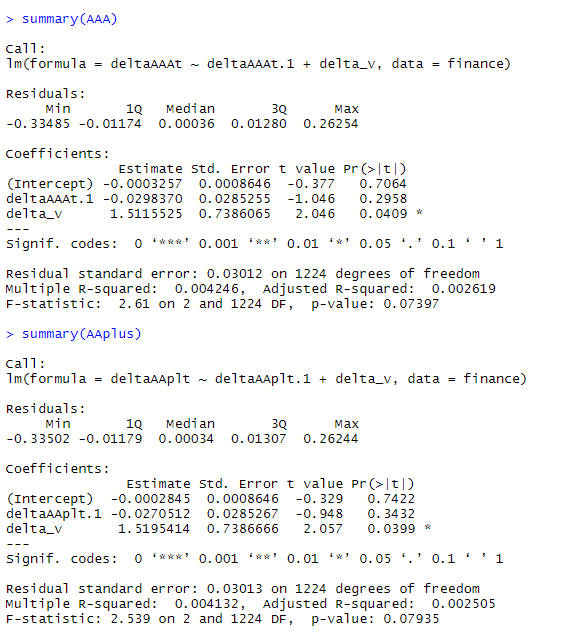 > summary(AAA)
Call:
lm(formula = deltaAAAt ~ deltaAAAt.1 + delta_v, data = finance)
Residuals:
Min 1Q Median 3Q Max
-0.33485 -0.01174 0.00036 0.01280 0.26254
Coefficients:
Estimate Std. Error t value Pr(>|t|)
(Intercept) -0.0003257 0.0008646 -0.377 0.7064
deltaAAAt.1 -0.0298370 0.0285255 -1.046 0.2958
delta_v 1.5115525 0.7386065 2.046 0.0409 *
---
Signif. codes: 0 ‘***’ 0.001 ‘**’ 0.01 ‘*’ 0.05 ‘.’ 0.1 ‘ ’ 1
Residual standard error: 0.03012 on 1224 degrees of freedom
Multiple R-squared: 0.004246, Adjusted R-squared: 0.002619
F-statistic: 2.61 on 2 and 1224 DF, p-value: 0.07397
> summary(AAplus)
Call:
lm(formula = deltaAAplt ~ deltaAAplt.1 + delta_v, data = finance)
Residuals:
Min 1Q Median 3Q Max
-0.33502 -0.01179 0.00034 0.01307 0.26244
Coefficients:
Estimate Std. Error t value Pr(>|t|)
(Intercept) -0.0002845 0.0008646 -0.329 0.7422
deltaAAplt.1 -0.0270512 0.0285267 -0.948 0.3432
delta_v 1.5195414 0.7386666 2.057 0.0399 *
---
Signif. codes: 0 ‘***’ 0.001 ‘**’ 0.01 ‘*’ 0.05 ‘.’ 0.1 ‘ ’ 1
Residual standard error: 0.03013 on 1224 degrees of freedom
Multiple R-squared: 0.004132, Adjusted R-squared: 0.002505
F-statistic: 2.539 on 2 and 1224 DF, p-value: 0.07935